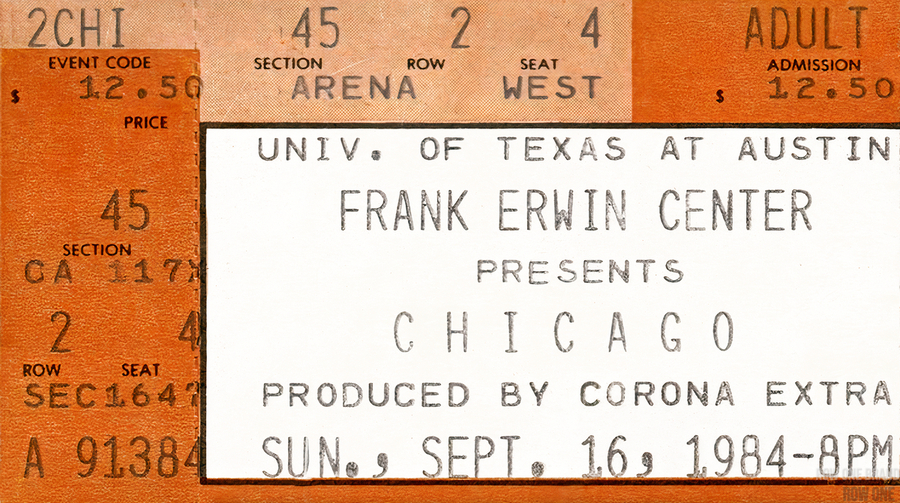 2CHI 45 2 4 ADULT
EVENT CODE SECTION ROW SEAT ADMISSION
$ 12.50 ARENA WEST $ 12.50
PRICE
UNIV. OF TEXAS AT AUSTIN
45 FRANK ERWIN CENTER
SECTION
CA 117X PRESENTS
2 4 CHICAGO
ROW SEAT
SEC1647 PRODUCED BY CORONA EXTRA
A 91384 SUN., SEPT. 16, 1984-8PM
ROW ONE